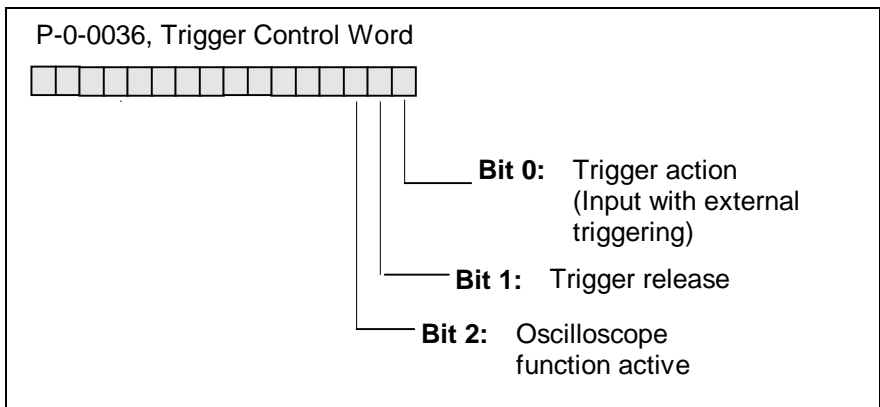 P-0-0036, Trigger Control Word
Bit 0: Trigger action
(Input with external
triggering)
Bit 1: Trigger release
Bit 2: Oscilloscope
function active